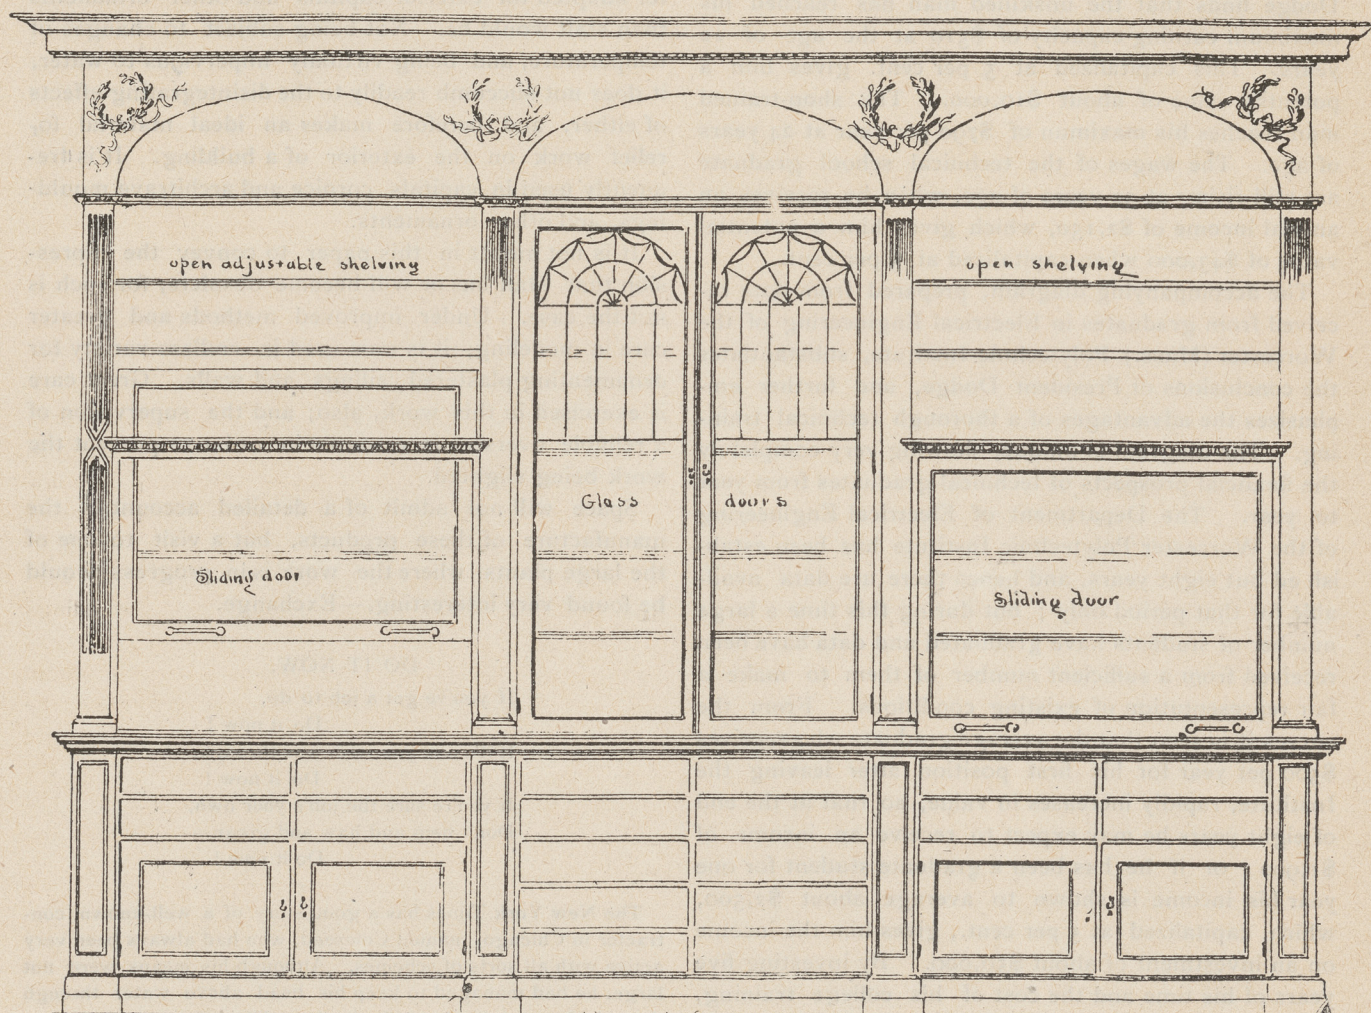 open adjustable shelving
open shelving
Glass doors
Sliding door
Sliding door